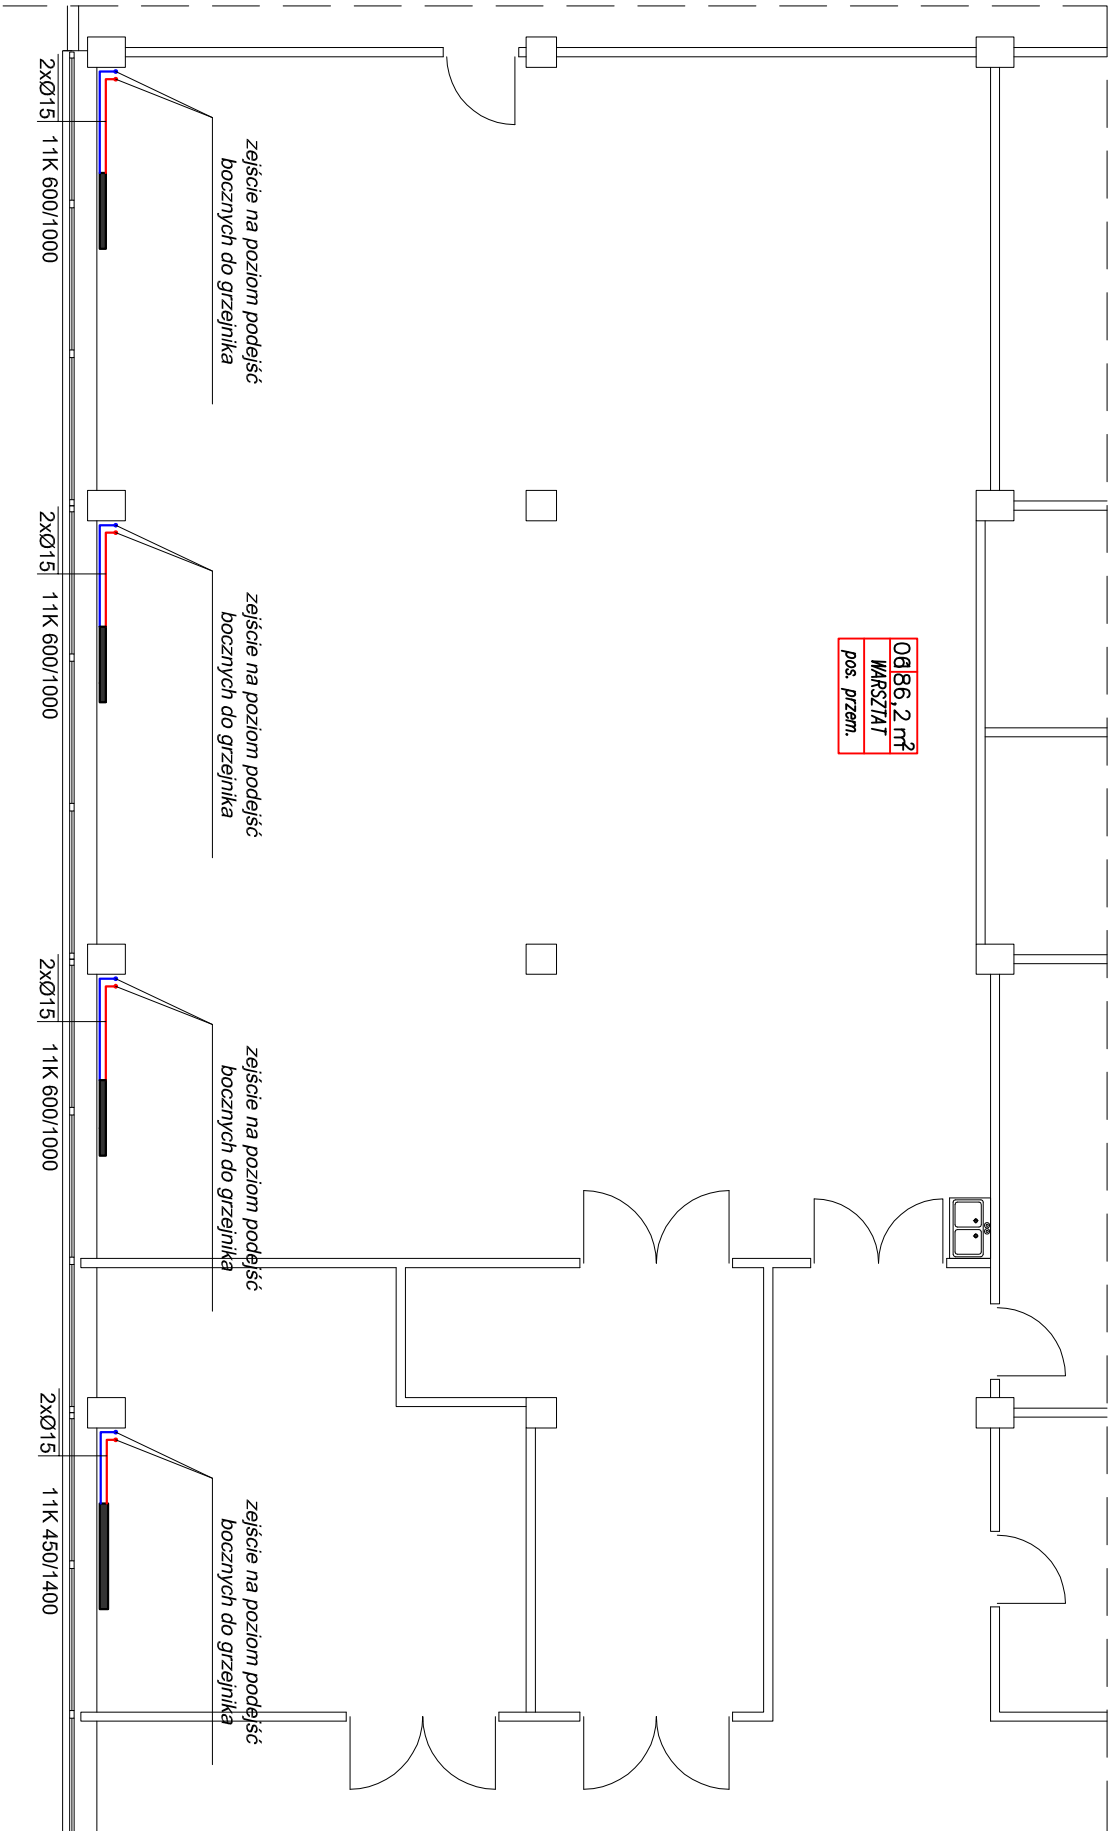 2xØ15
11K 600/1000
zejście na poziom podejść
bocznych do grzejnika
2xØ15
11K 600/1000
zejście na poziom podejść
bocznych do grzejnika
86,2 m²
WARSZTAT
pos. przem.
2xØ15
11K 600/1000
zejście na poziom podejść
bocznych do grzejnika
2xØ15
11K 450/1400
zejście na poziom podejść
bocznych do grzejnika